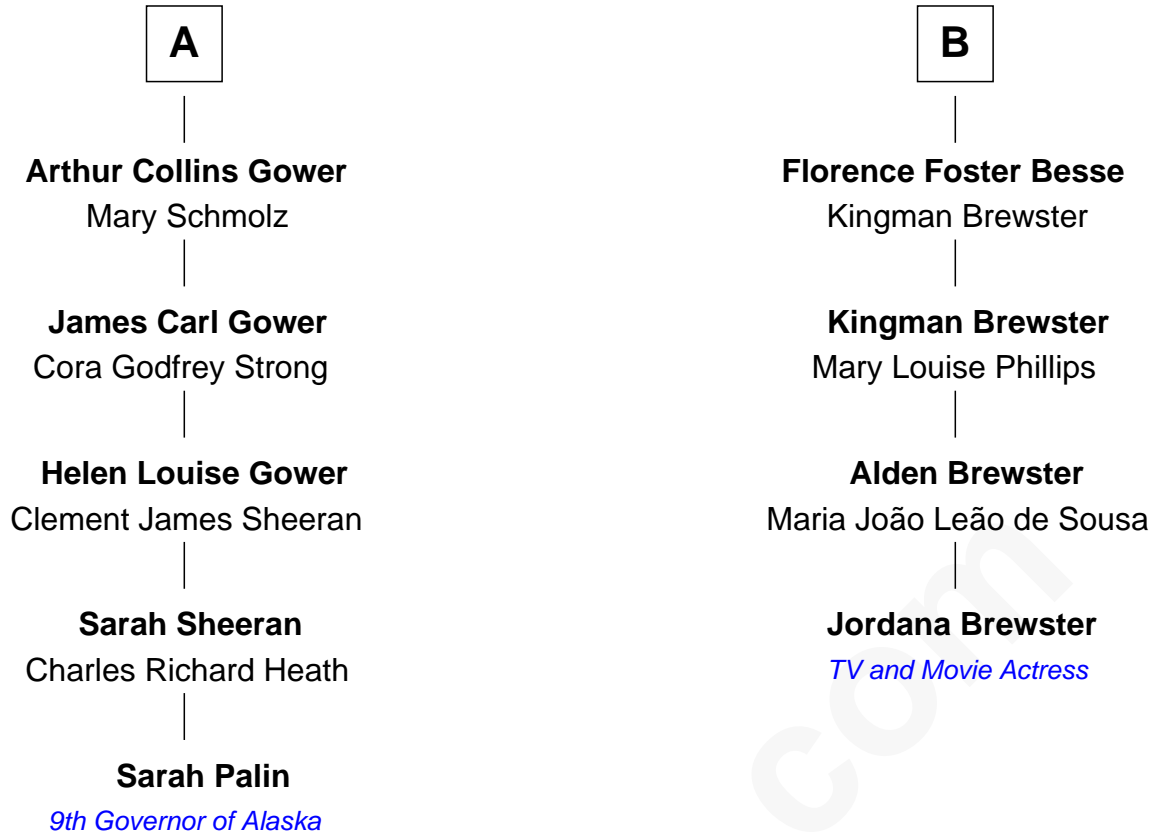 A
Arthur Collins Gower
Mary Schmolz
James Carl Gower
Cora Godfrey Strong
Helen Louise Gower
Clement James Sheeran
Sarah Sheeran
Charles Richard Heath
Sarah Palin
9th Governor of Alaska
B
Florence Foster Besse
Kingman Brewster
Kingman Brewster
Mary Louise Phillips
Alden Brewster
Maria João Leão de Sousa
Jordana Brewster
TV and Movie Actress
com